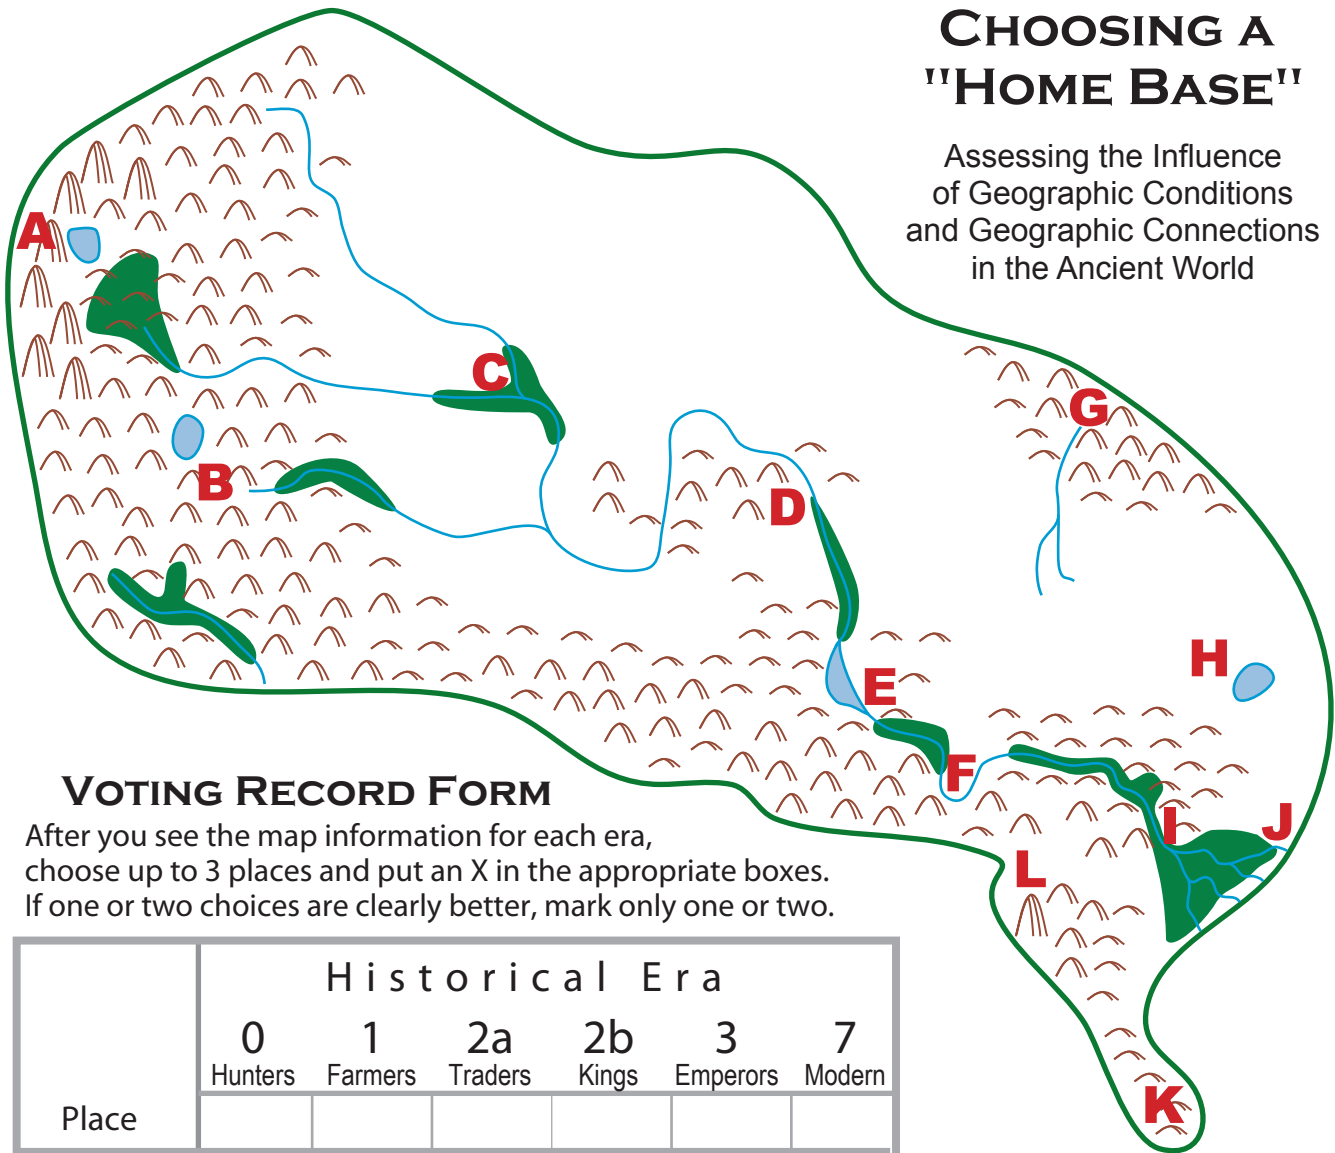 CHOOSING A
"HOME BASE"
Assessing the Influence
of Geographic Conditions
and Geographic Connections
in the Ancient World
A
B
C
D
E
F
G
H
I
J
L
K
VOTING RECORD FORM
After you see the map information for each era,
choose up to 3 places and put an X in the appropriate boxes.
If one or two choices are clearly better, mark only one or two.
Historical Era
0 1 2a 2b 3 7
Hunters Farmers Traders Kings Emperors Modern
Place